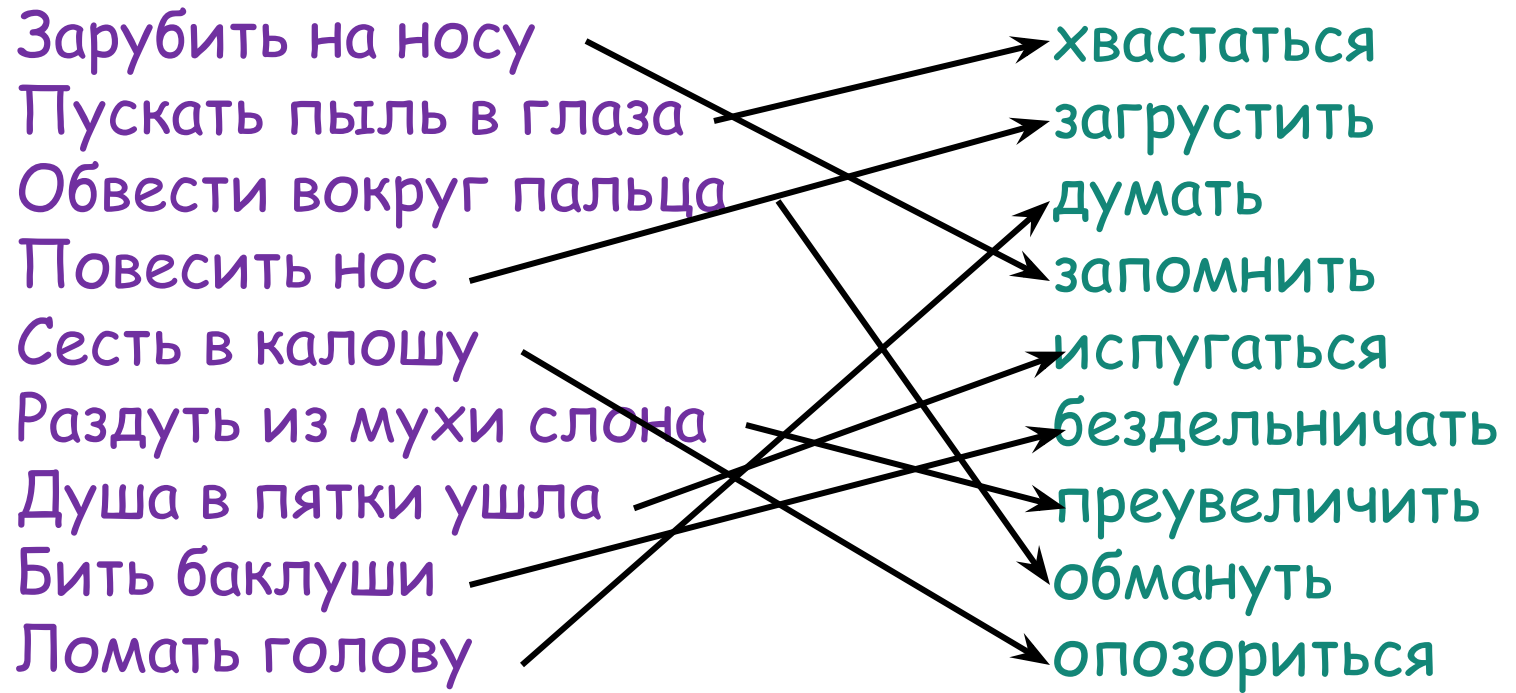 Зарубить на носу
Пускать пыль в глаза
Обвести вокруг пальца
Повесить нос
Сесть в калошу
Раздуть из мухи слона
Душа в пятки ушла
Бить баклуши
Ломать голову
хвастаться
загрустить
думать
запомнить
испугаться
бездельничать
преувеличить
обмануть
опозориться